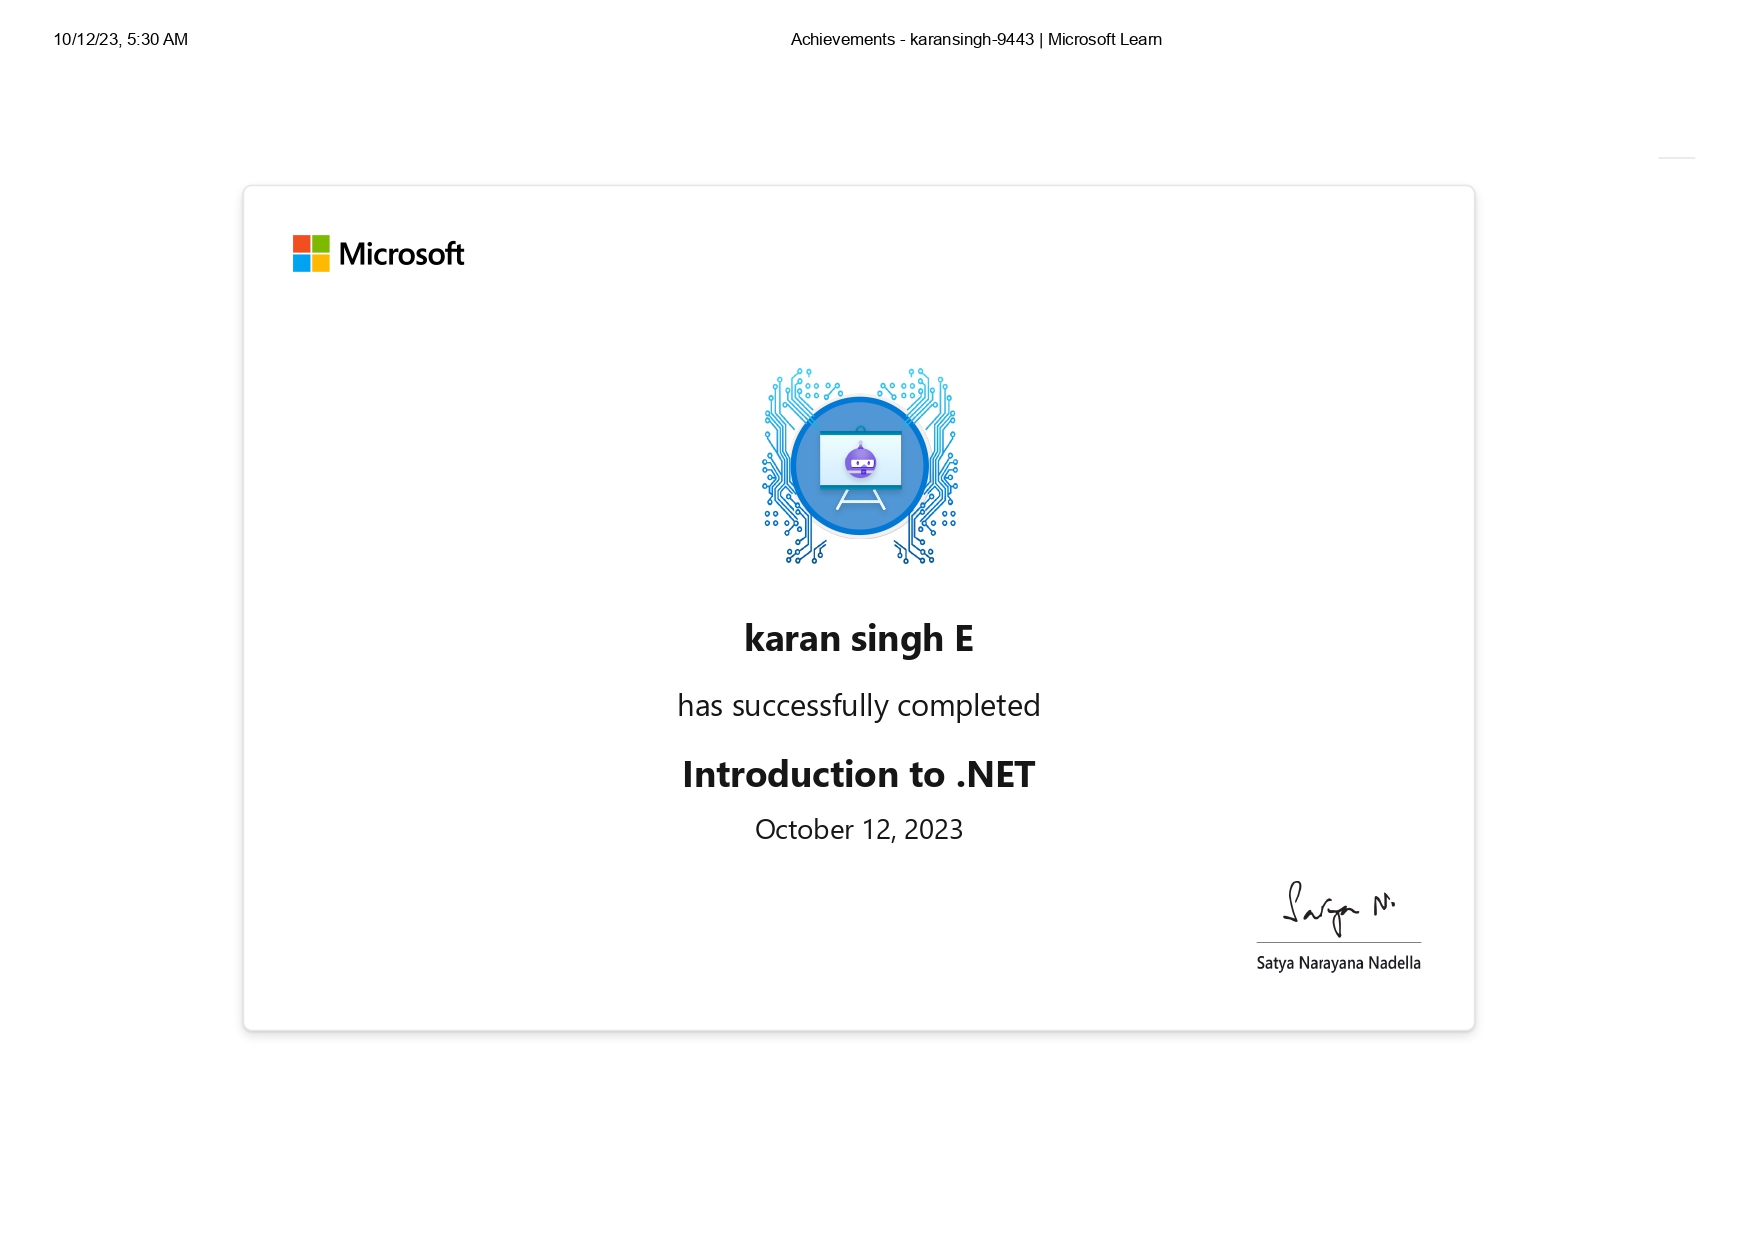 10/12/23, 5:30 AM
Achievements - karansingh-9443 | Microsoft Learn
Microsoft
karan singh E
has successfully completed
Introduction to .NET
October 12, 2023
Satya N.
Satya Narayana Nadella